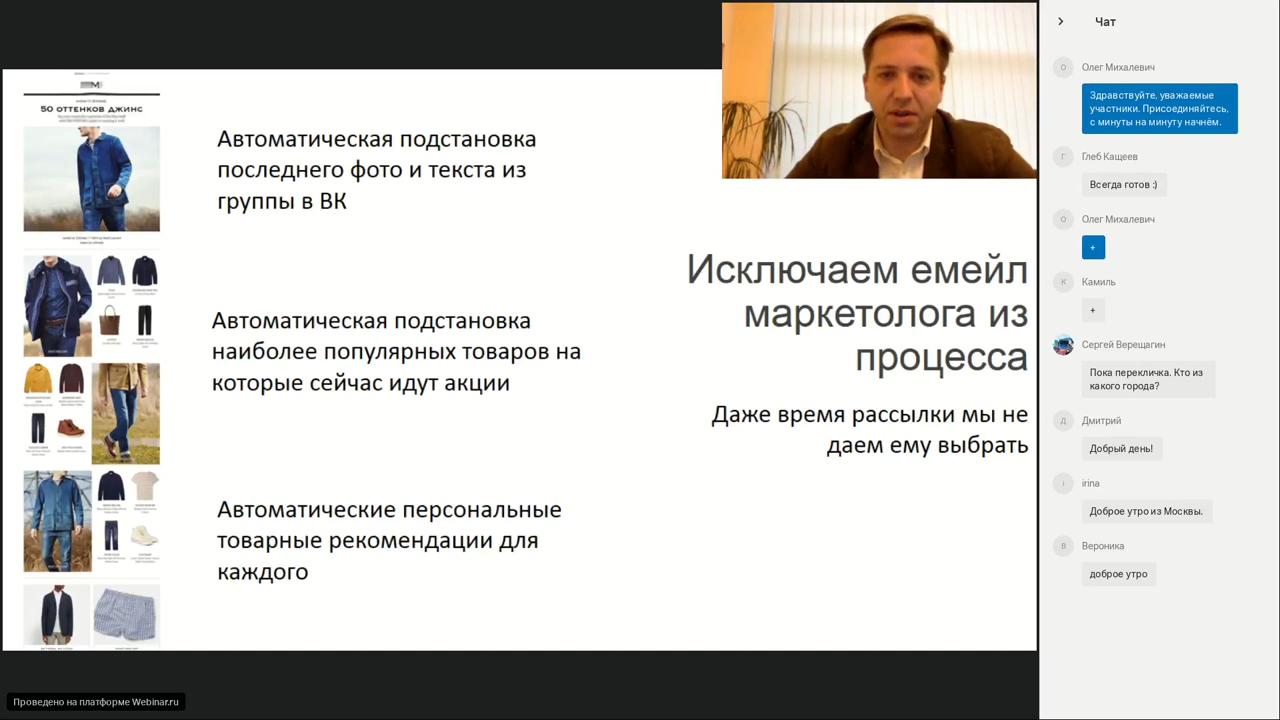 50 ОТТЕНКОВ ДЖИНС
Автоматическая подстановка
последнего фото и текста из
группы в ВК
Автоматическая подстановка
наиболее популярных товаров на
которые сейчас идут акции
Автоматические персональные
товарные рекомендации для
каждого
Исключаем емейл
маркетолога из
процесса
Даже время рассылки мы не
даем ему выбрать
Проведено на платформе Webinar.ru
Чат
О
Олег Михалевич
Здравствуйте, уважаемые
участники. Присоединяйтесь,
с минуты на минуту начнём.
Г
Глеб Кащеев
Всегда готов :)
О
Олег Михалевич
+
К
Камиль
+
Сергей Верещагин
Пока перекличка. Кто из
какого города?
Д
Дмитрий
Добрый день!
i
irina
Доброе утро из Москвы.
В
Вероника
доброе утро